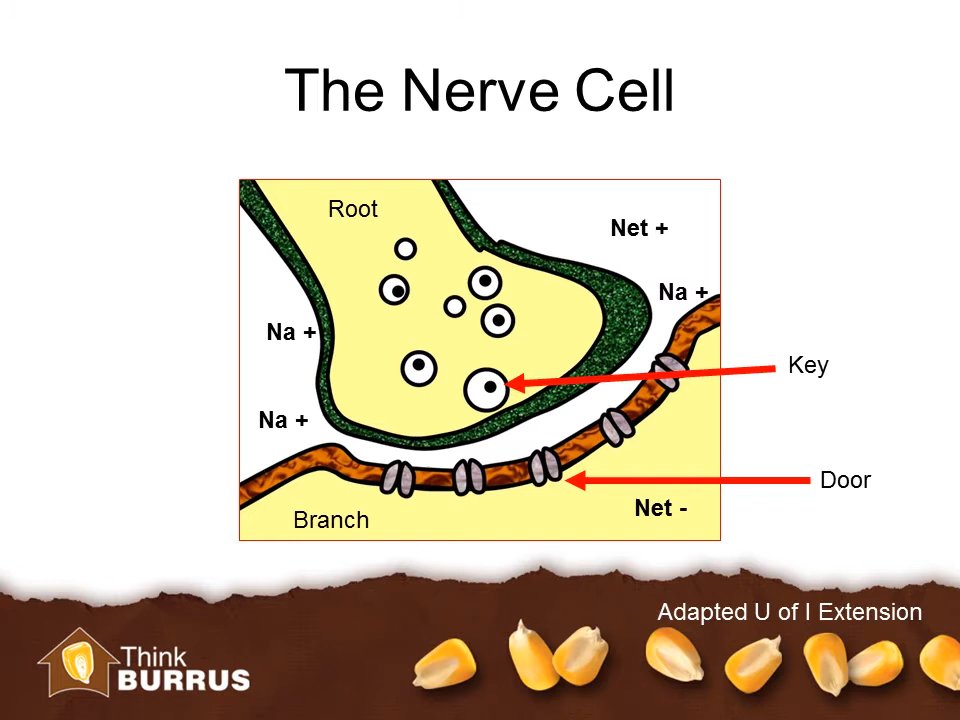 The Nerve Cell
Root
Net +
Na +
Na +
Key
Na +
Door
Net -
Branch
Adapted U of I Extension
Think
BURRUS